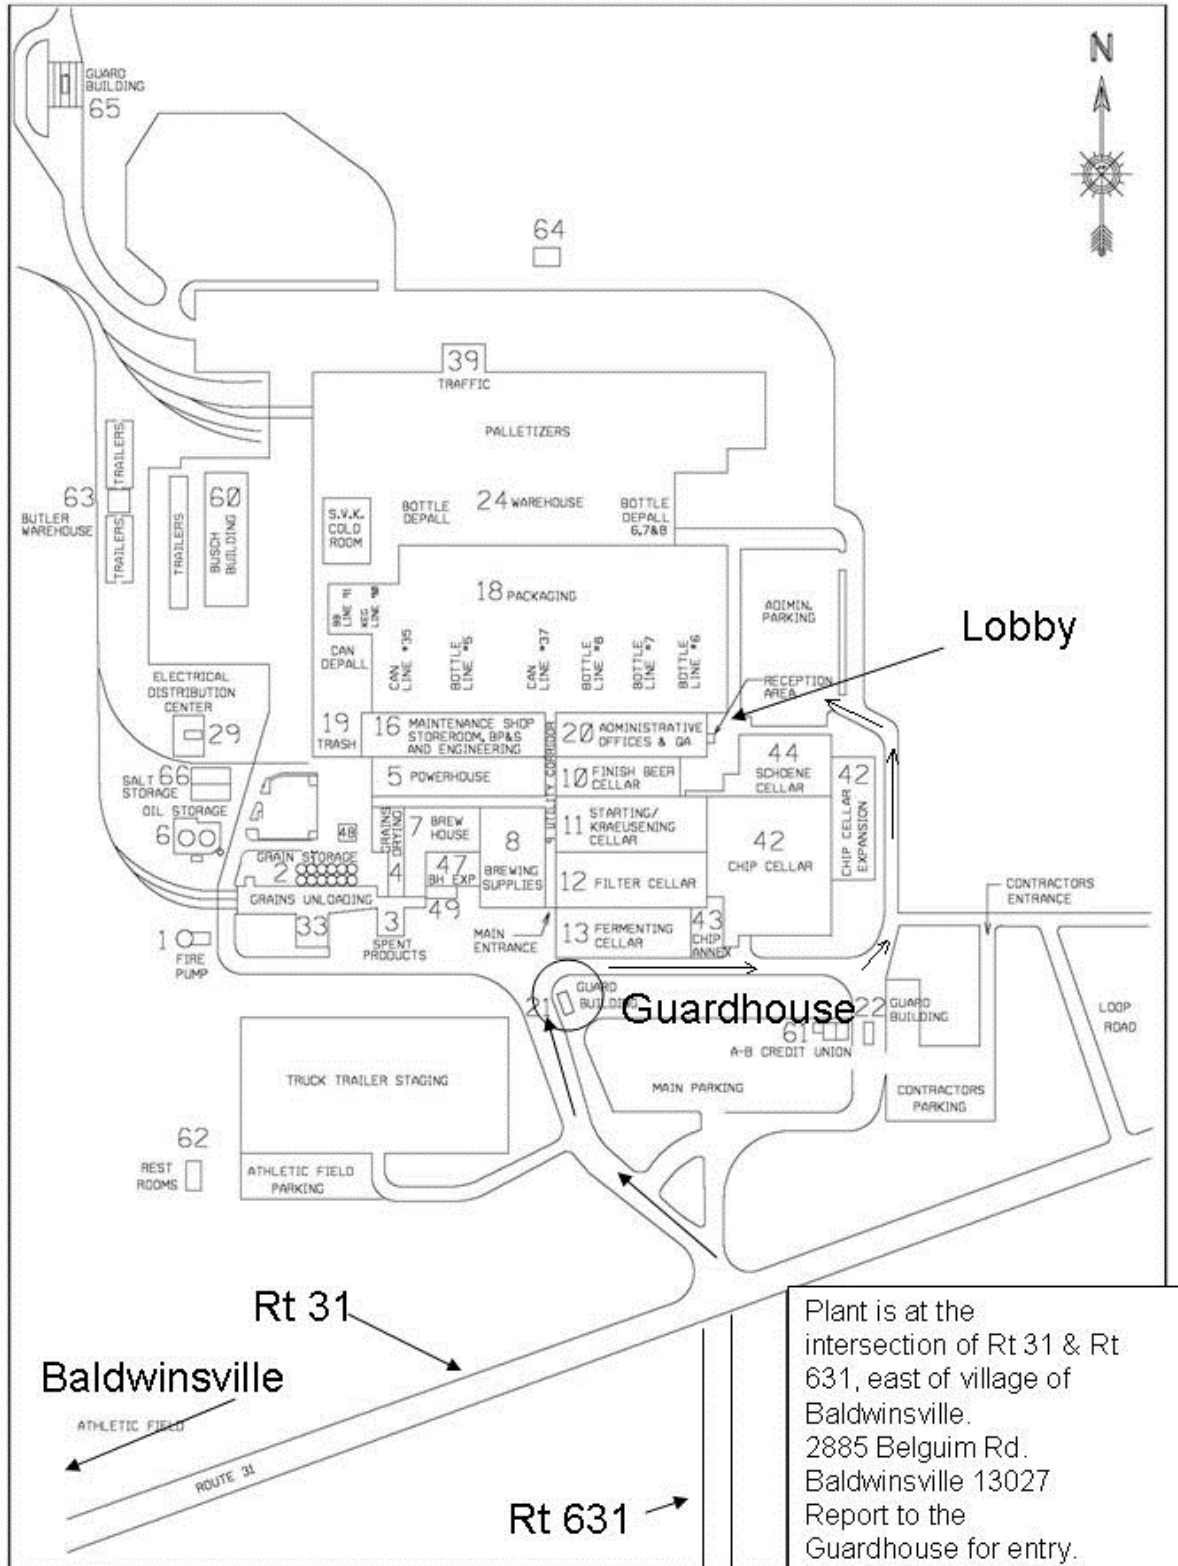 N
GUARD
BUILDING
65
64
39
TRAFFIC
PALLETIZERS
TRAILERS
63
BUTLER
WAREHOUSE
TRAILERS
TRAILERS
60
BUSCH
BUILDING
S.V.K.
COLD
ROOM
BOTTLE
DEPALL
24 WAREHOUSE
BOTTLE
DEPALL
6,7&8
18 PACKAGING
CAN
DEPALL
CAN
LINE #35
BOTTLE
LINE #5
CAN
LINE #37
BOTTLE
LINE #8
BOTTLE
LINE #7
BOTTLE
LINE #6
ADIMIN.
PARKING
Lobby
RECEPTION
AREA
ELECTRICAL
DISTRIBUTION
CENTER
29
19
TRASH
16 MAINTENANCE SHOP
STOREROOM, BP&S
AND ENGINEERING
20 ADMINISTRATIVE
OFFICES & QA
9 UTILITY CORRIDOR
SALT 66
STORAGE
5 POWERHOUSE
10 FINISH BEER
CELLAR
44
SCHOENE
CELLAR
42
CHIP CELLAR
EXPANSION
OIL STORAGE
6
48
GRAINS
DRYING
4
7 BREW
HOUSE
8
BREWING
SUPPLIES
11 STARTING/
KRAEUSENING
CELLAR
42
CHIP CELLAR
GRAIN STORAGE
2
47
BH EXP
12 FILTER CELLAR
GRAINS UNLOADING
49
33
3
SPENT
PRODUCTS
MAIN
ENTRANCE
13 FERMENTING
CELLAR
43
CHIP
ANNEX
CONTRACTORS
ENTRANCE
1
FIRE
PUMP
21
GUARD
BUILDING
Guardhouse
22
GUARD
BUILDING
61
A-B CREDIT UNION
LOOP
ROAD
TRUCK TRAILER STAGING
MAIN PARKING
CONTRACTORS
PARKING
62
REST
ROOMS
ATHLETIC FIELD
PARKING
Rt 31
Baldwinsville
ATHLETIC FIELD
ROUTE 31
Rt 631
Plant is at the
intersection of Rt 31 & Rt
631, east of village of
Baldwinsville.
2885 Belguim Rd.
Baldwinsville 13027
Report to the
Guardhouse for entry.